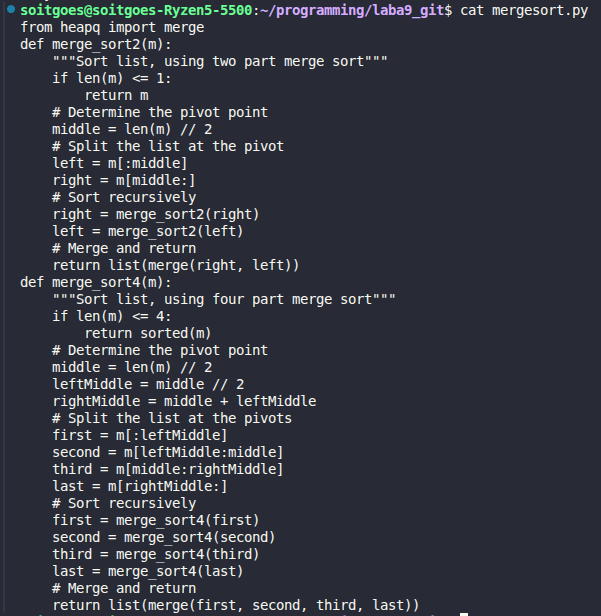 soitgoes@soitgoes-Ryzen5-5500:~/programming/laba9_git$ cat mergesort.py
from heapq import merge
def merge_sort2(m):
    """Sort list, using two part merge sort"""
    if len(m) <= 1:
        return m
    # Determine the pivot point
    middle = len(m) // 2
    # Split the list at the pivot
    left = m[:middle]
    right = m[middle:]
    # Sort recursively
    right = merge_sort2(right)
    left = merge_sort2(left)
    # Merge and return
    return list(merge(right, left))
def merge_sort4(m):
    """Sort list, using four part merge sort"""
    if len(m) <= 4:
        return sorted(m)
    # Determine the pivot point
    middle = len(m) // 2
    leftMiddle = middle // 2
    rightMiddle = middle + leftMiddle
    # Split the list at the pivots
    first = m[:leftMiddle]
    second = m[leftMiddle:middle]
    third = m[middle:rightMiddle]
    last = m[rightMiddle:]
    # Sort recursively
    first = merge_sort4(first)
    second = merge_sort4(second)
    third = merge_sort4(third)
    last = merge_sort4(last)
    # Merge and return
    return list(merge(first, second, third, last))